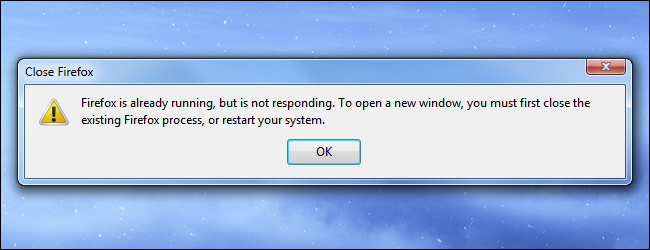 Close Firefox
Firefox is already running, but is not responding. To open a new window, you must first close the
existing Firefox process, or restart your system.
OK